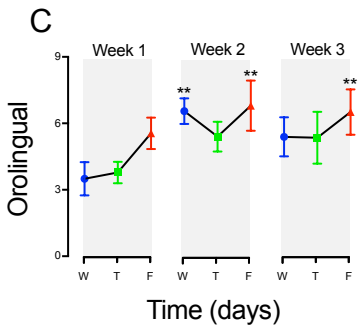 C
Week 1 Week 2 Week 3
9
6
3
0
Orolingual
** ** **
W T F W T F W T F
Time (days)